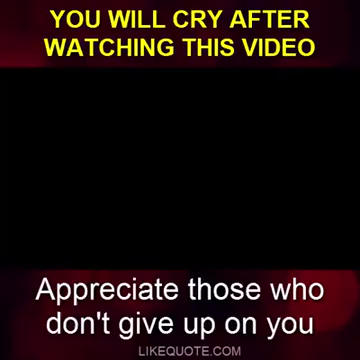 YOU WILL CRY AFTER
WATCHING THIS VIDEO
Appreciate those who
don't give up on you
LIKEQUOTE.COM